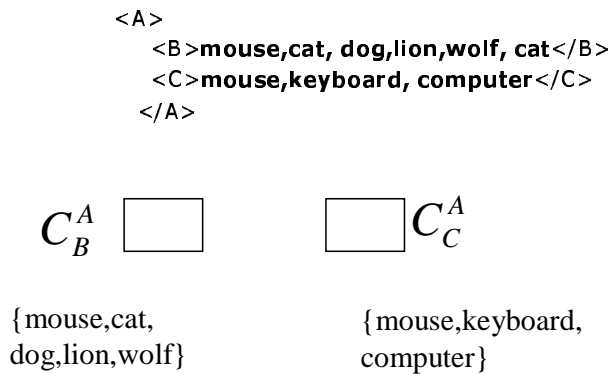 <A>
<B>mouse,cat, dog,lion,wolf, cat</B>
<C>mouse,keyboard, computer</C>
</A>
C_B^A C_C^A
{mouse,cat, {mouse,keyboard,
dog,lion,wolf} computer}